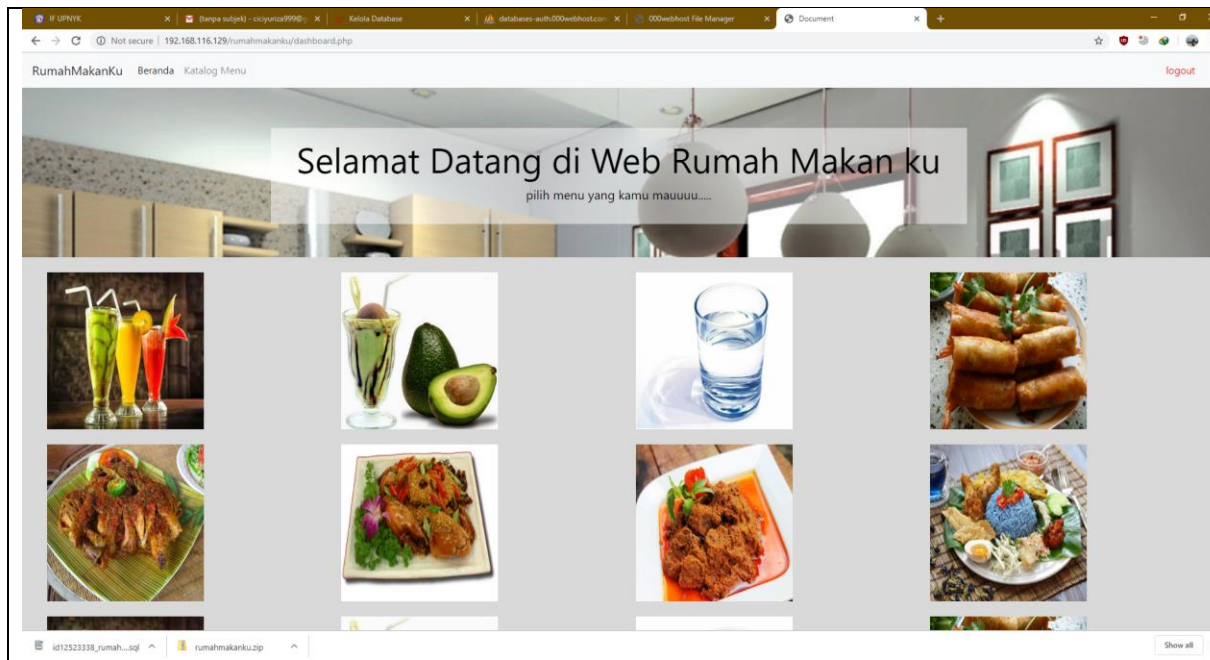 IF UPNYK
(tanpa subjek) - ciciyuriza999@g
Kelola Database
databases-auth.000webhost.com
000webhost File Manager
Document
Not secure | 192.168.116.129/rumahmakanku/dashboard.php
RumahMakanKu Beranda Katalog Menu logout
Selamat Datang di Web Rumah Makan ku
pilih menu yang kamu mauuuu.....
id12523338_rumah....sql
rumahmakanku.zip
Show all